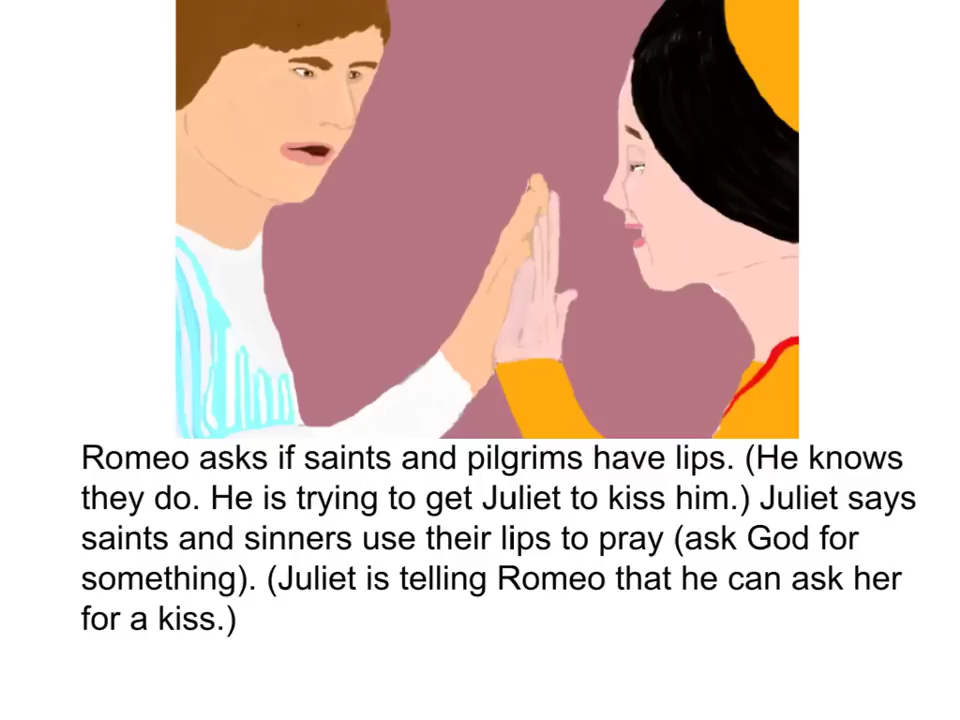 Romeo asks if saints and pilgrims have lips. (He knows
they do. He is trying to get Juliet to kiss him.) Juliet says
saints and sinners use their lips to pray (ask God for
something). (Juliet is telling Romeo that he can ask her
for a kiss.)